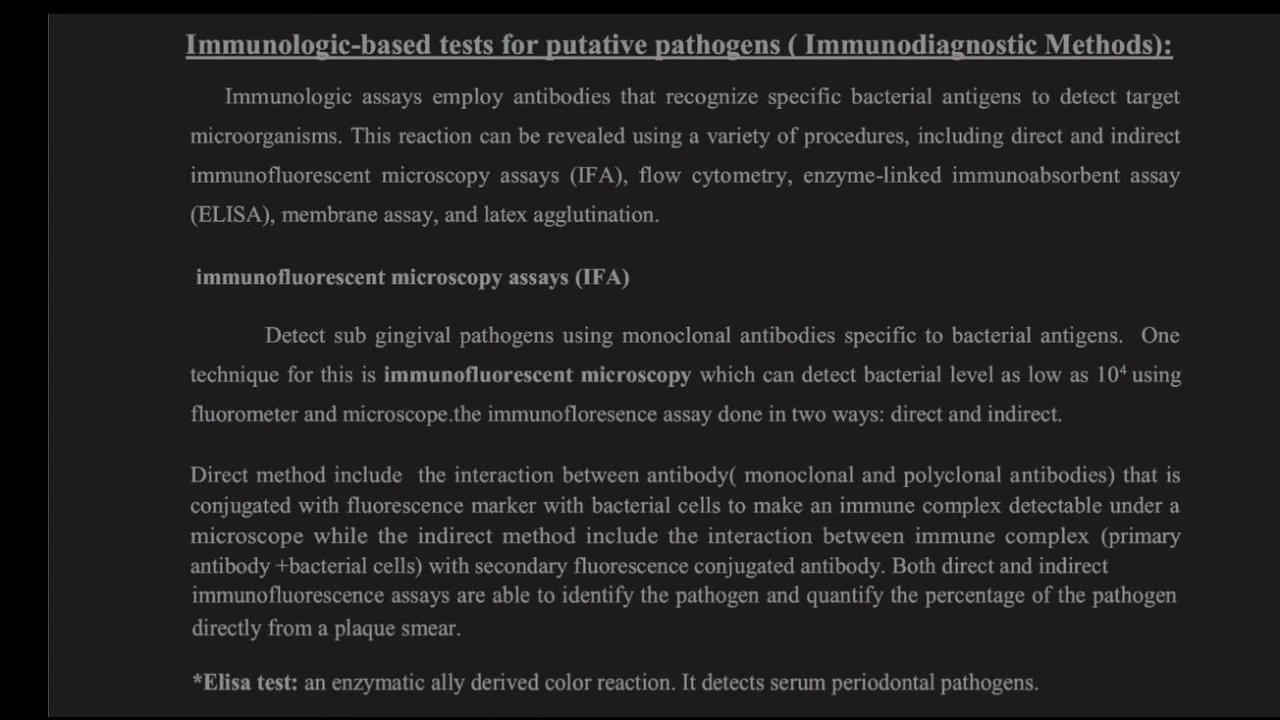 Immunologic-based tests for putative pathogens ( Immunodiagnostic Methods):
Immunologic assays employ antibodies that recognize specific bacterial antigens to detect target
microorganisms. This reaction can be revealed using a variety of procedures, including direct and indirect
immunofluorescent microscopy assays (IFA), flow cytometry, enzyme-linked immunoabsorbent assay
(ELISA), membrane assay, and latex agglutination.
immunofluorescent microscopy assays (IFA)
Detect sub gingival pathogens using monoclonal antibodies specific to bacterial antigens. One
technique for this is immunofluorescent microscopy which can detect bacterial level as low as 10⁴ using
fluorometer and microscope.the immunofloresence assay done in two ways: direct and indirect.
Direct method include the interaction between antibody( monoclonal and polyclonal antibodies) that is
conjugated with fluorescence marker with bacterial cells to make an immune complex detectable under a
microscope while the indirect method include the interaction between immune complex (primary
antibody +bacterial cells) with secondary fluorescence conjugated antibody. Both direct and indirect
immunofluorescence assays are able to identify the pathogen and quantify the percentage of the pathogen
directly from a plaque smear.
*Elisa test: an enzymatic ally derived color reaction. It detects serum periodontal pathogens.